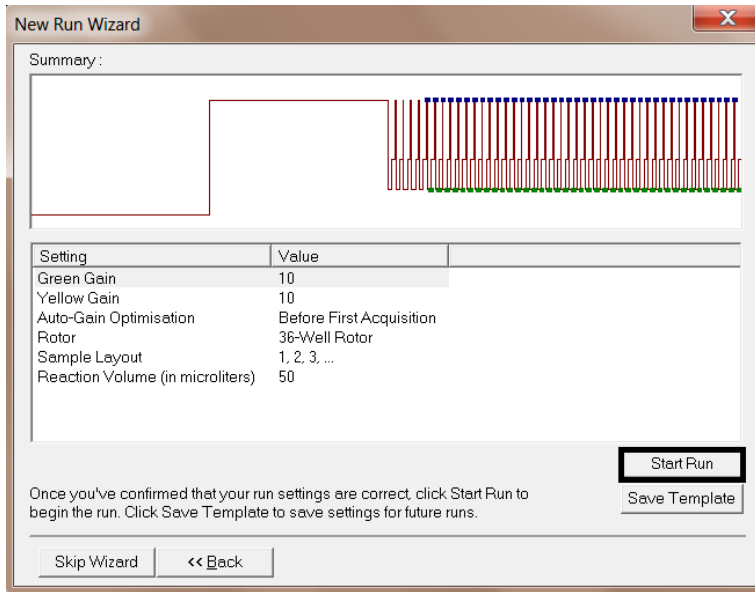 New Run Wizard
Summary :
Setting Value
Green Gain 10
Yellow Gain 10
Auto-Gain Optimisation Before First Acquisition
Rotor 36-Well Rotor
Sample Layout 1, 2, 3, ...
Reaction Volume (in microliters) 50
Start Run
Once you've confirmed that your run settings are correct, click Start Run to
begin the run. Click Save Template to save settings for future runs.
Save Template
Skip Wizard
<< Back